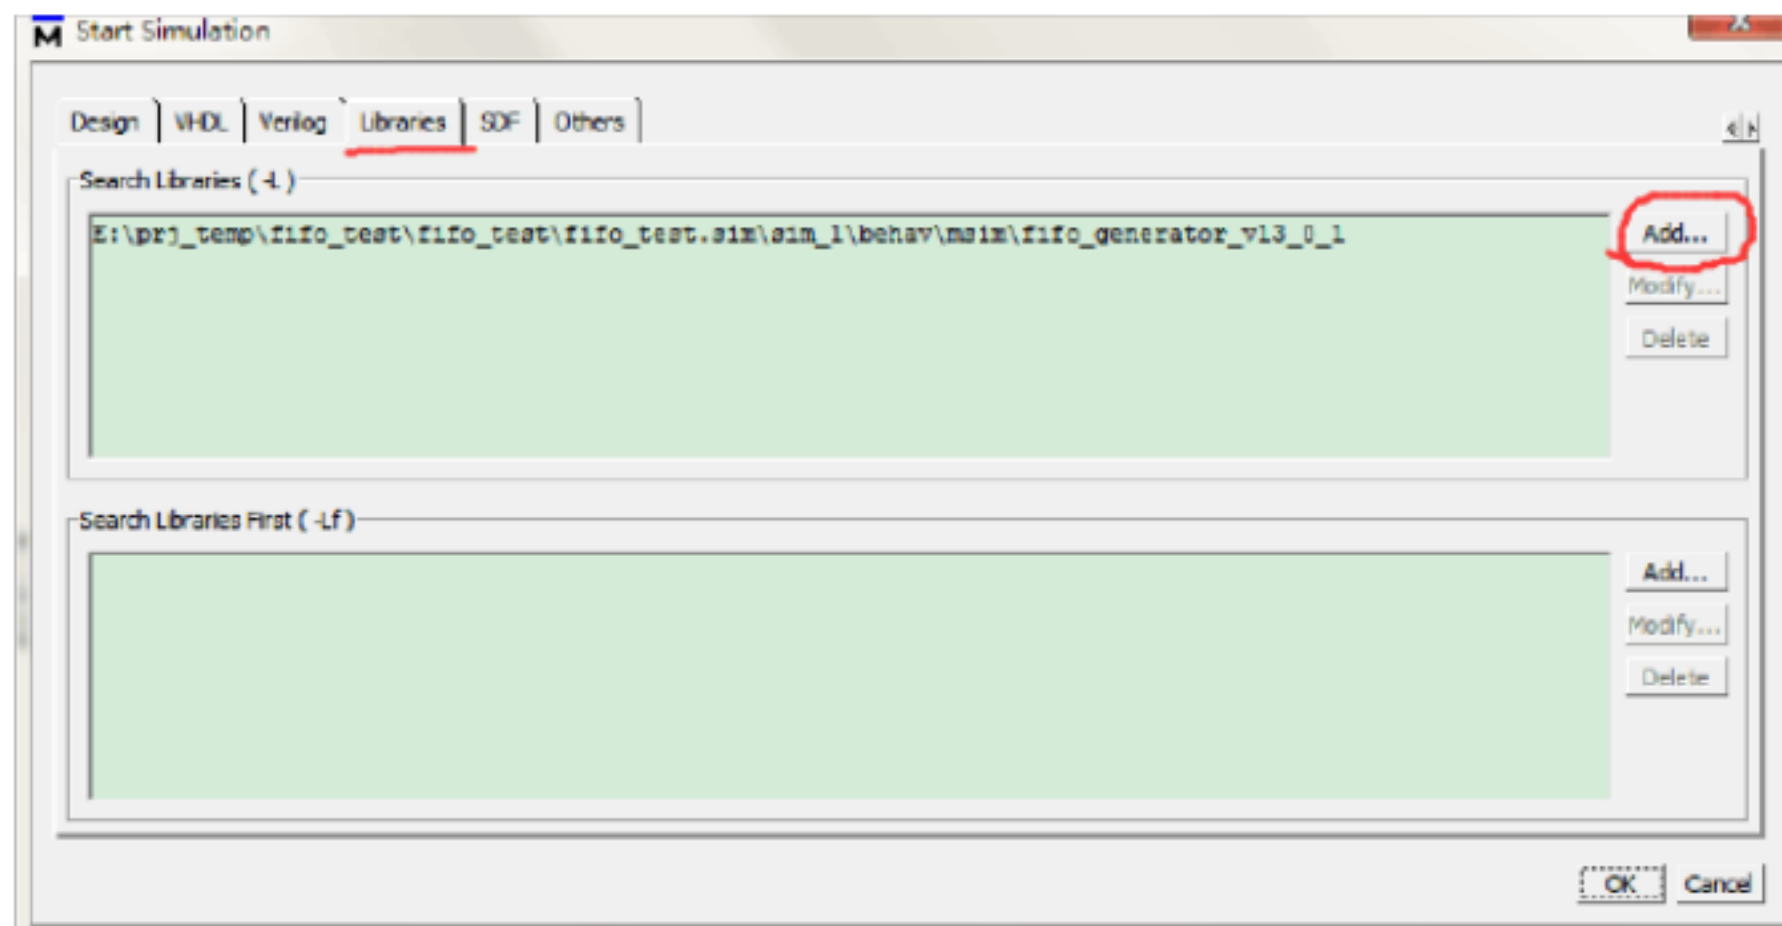 M Start Simulation
Design VHDL Verilog Libraries SDF Others
Search Libraries ( -L )
E:\prj_temp\fifo_test\fifo_test\fifo_test.sim\sim_1\behav\msim\fifo_generator_v13_0_1
Add...
Modify...
Delete
Search Libraries First ( -Lf )
Add...
Modify...
Delete
OK Cancel